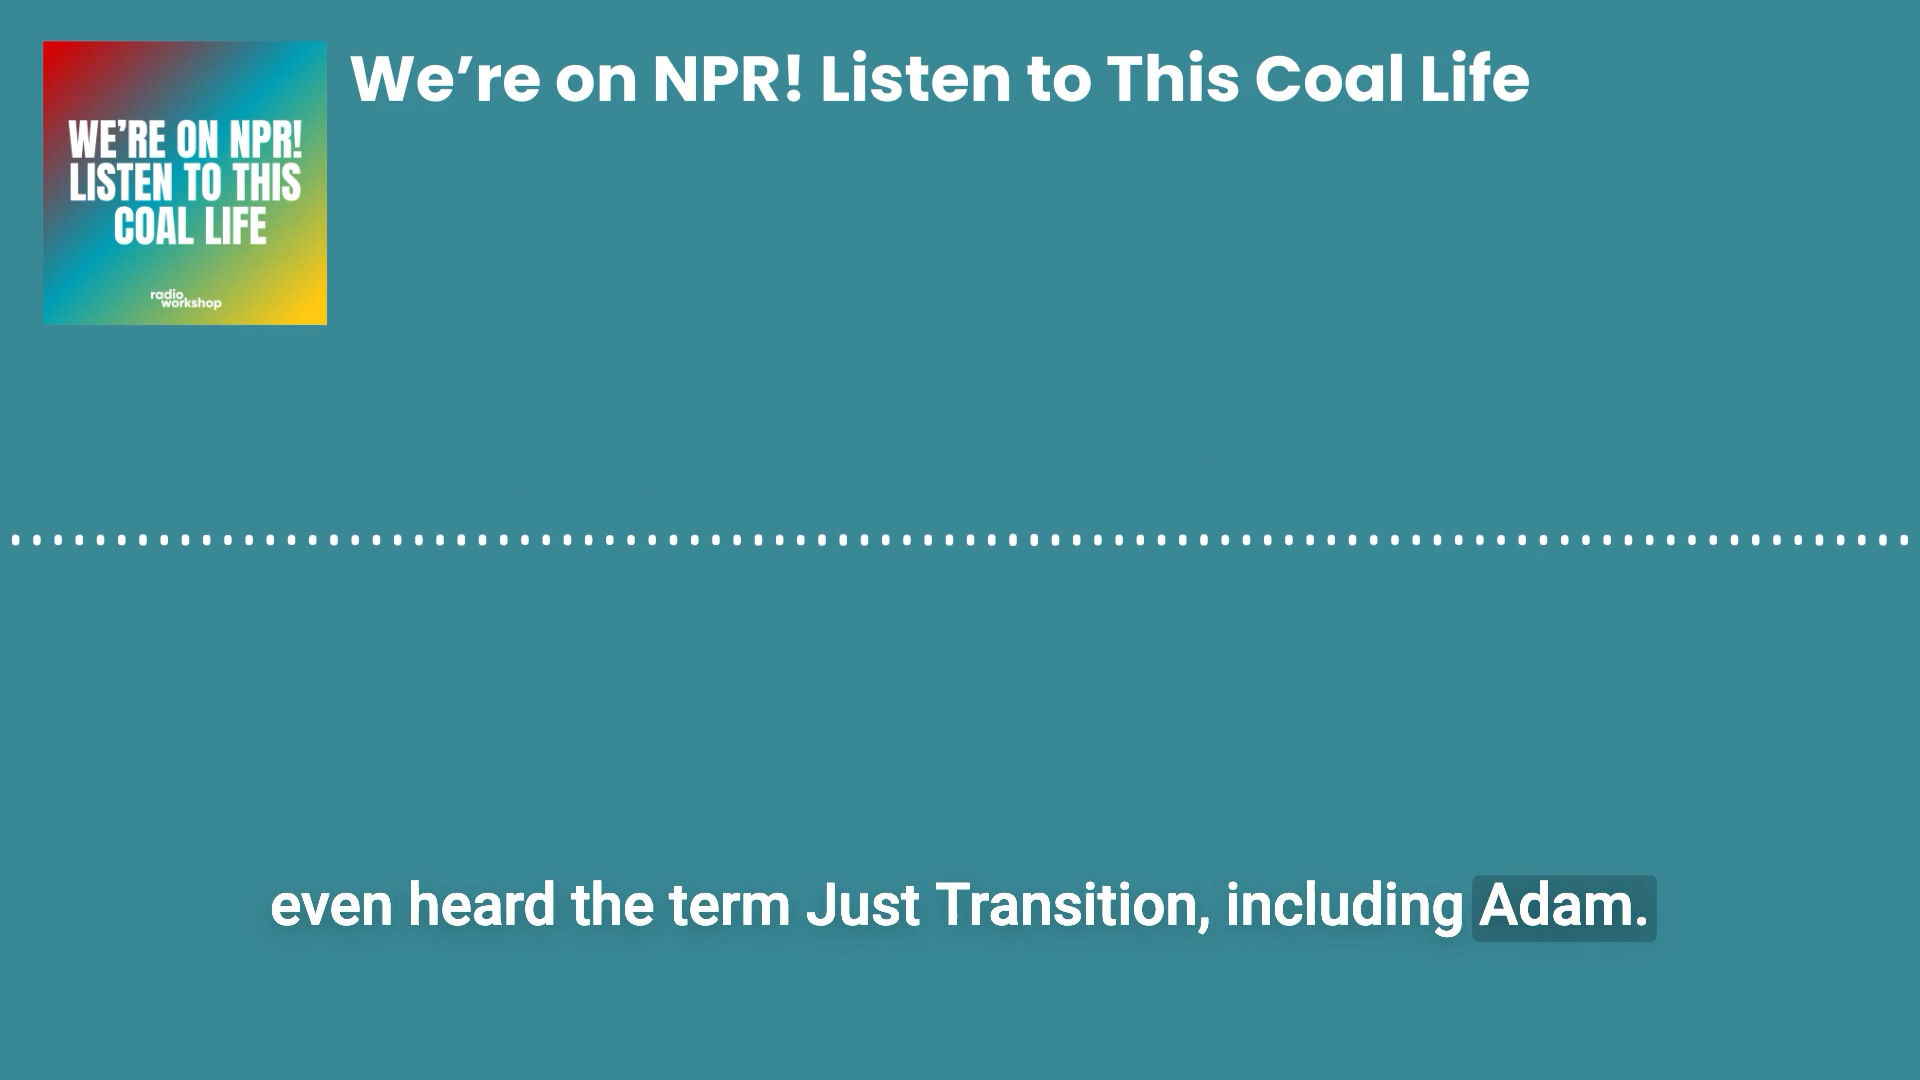 We’re on NPR! Listen to This Coal Life
WE’RE ON NPR!
LISTEN TO THIS
COAL LIFE
radio
workshop
even heard the term Just Transition, including Adam.